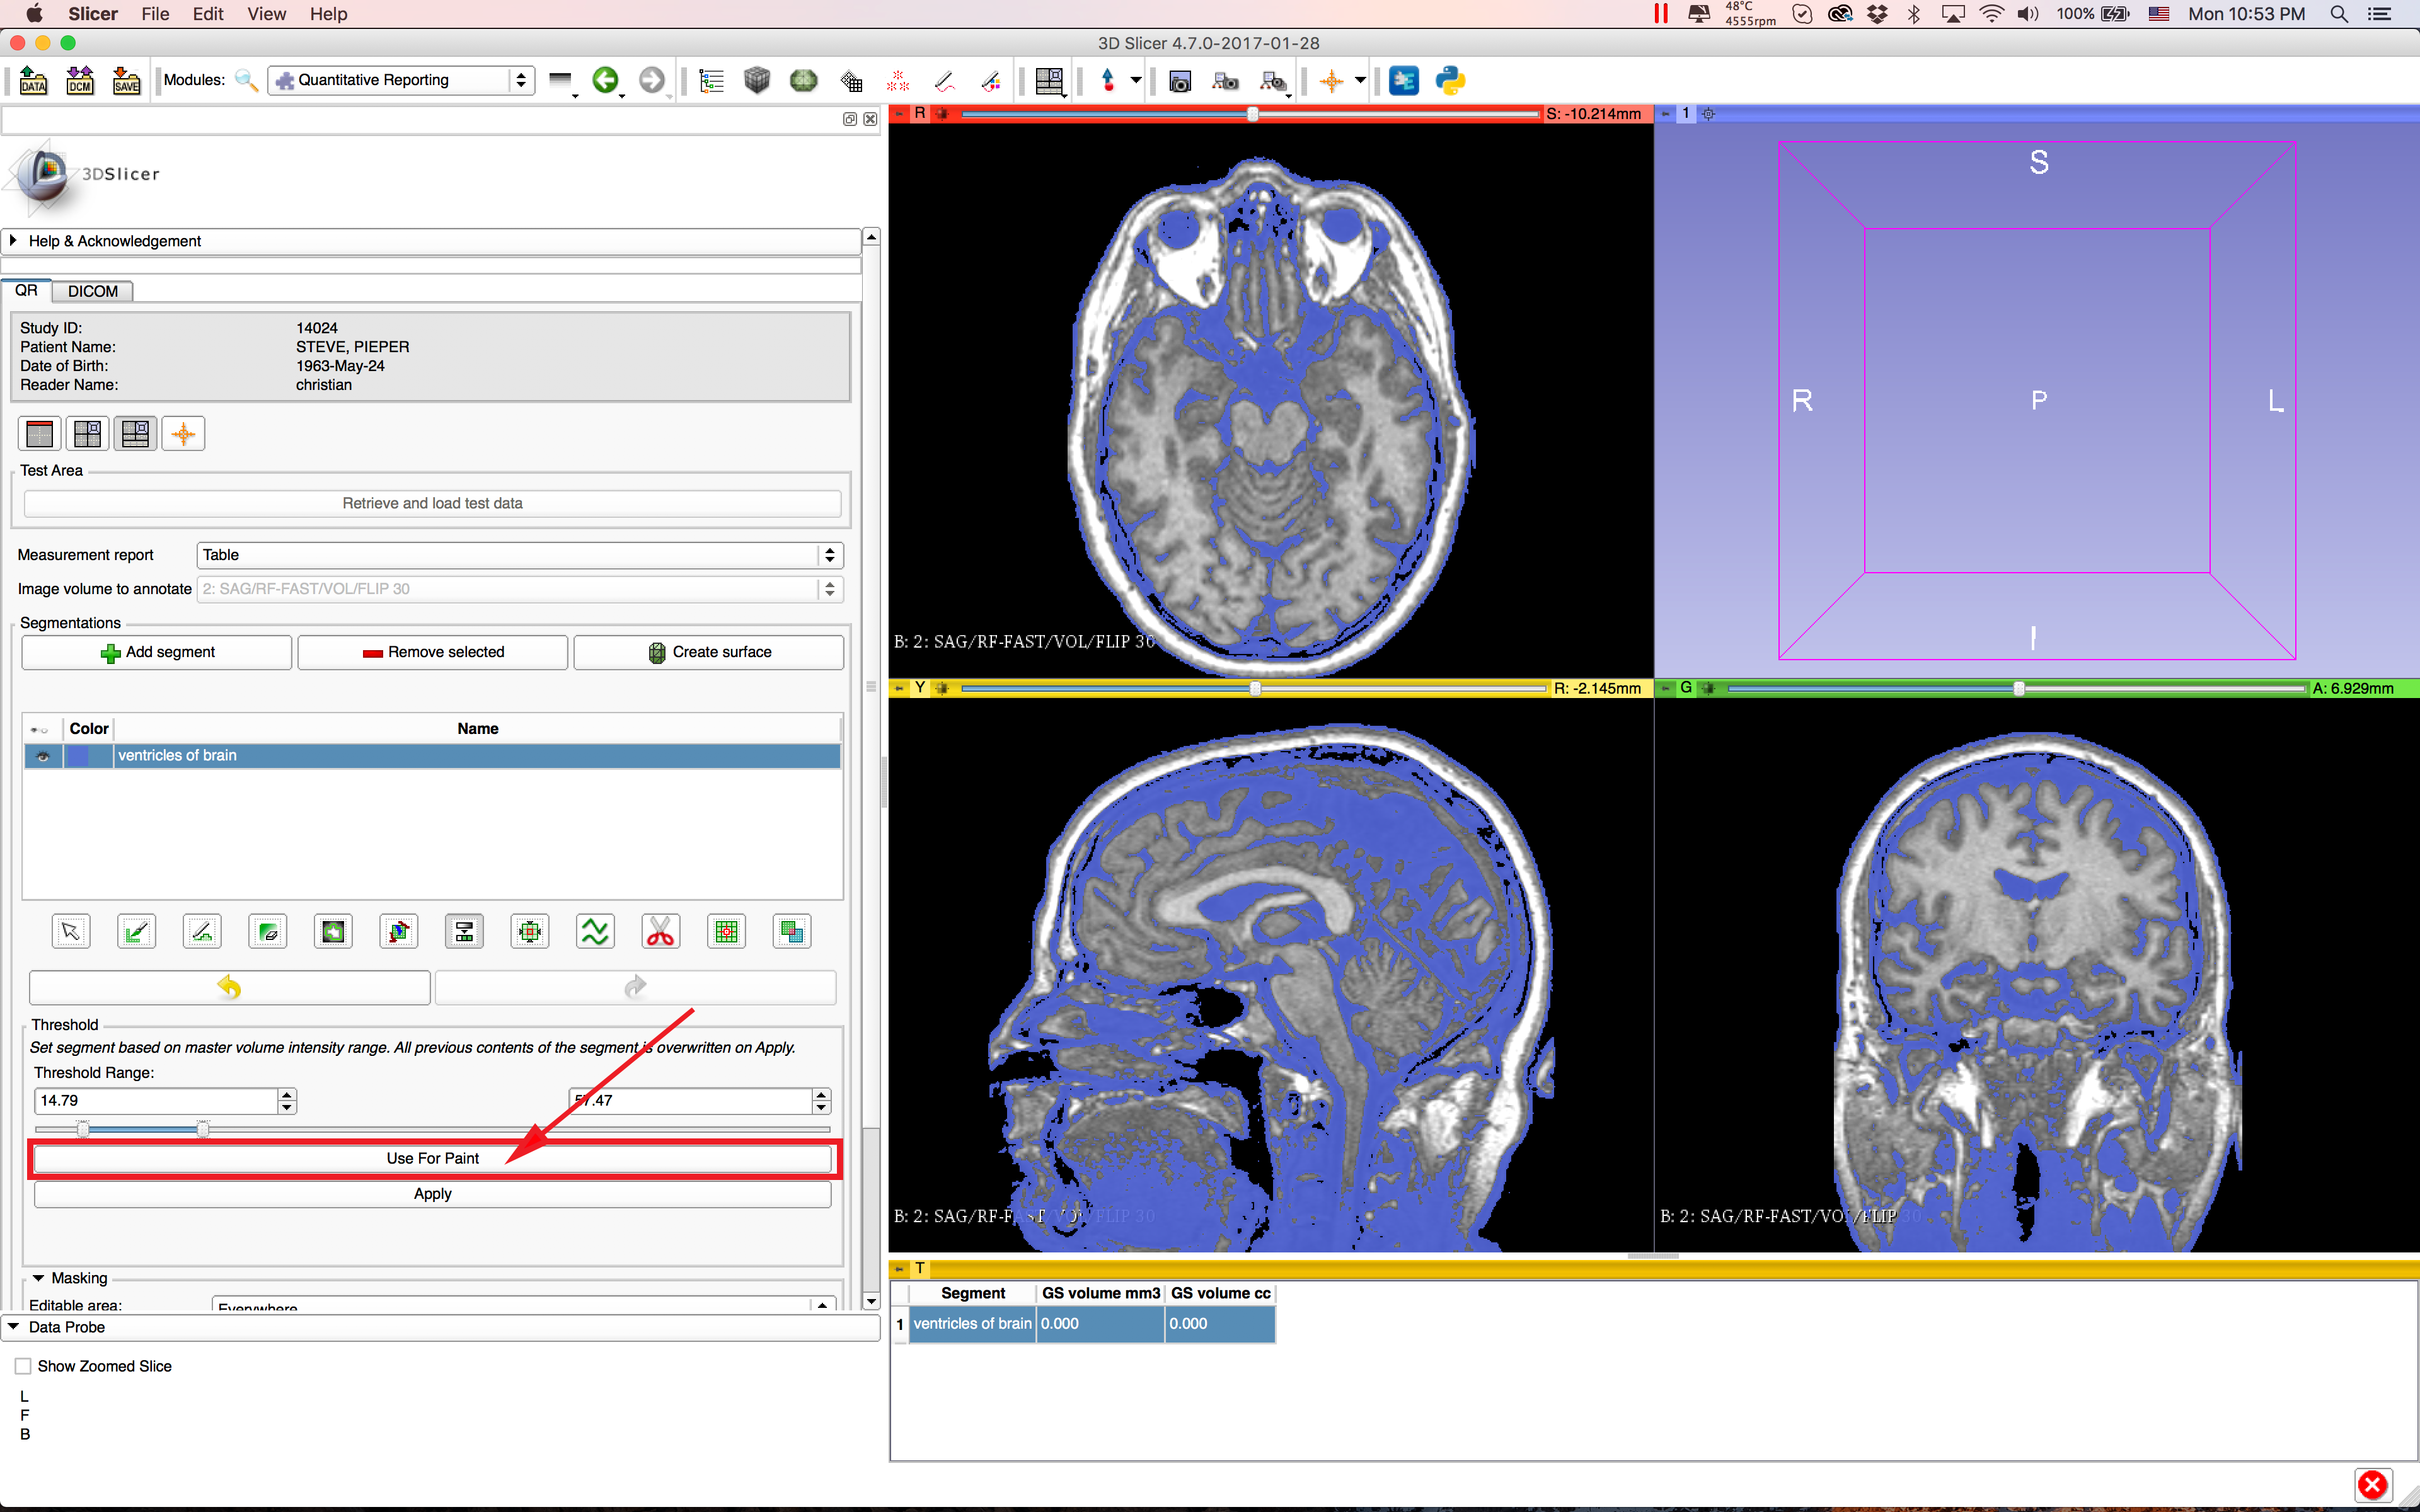 Slicer File Edit View Help
48°C
4555rpm
100%
Mon 10:53 PM
3D Slicer 4.7.0-2017-01-28
DATA DCM SAVE Modules: Quantitative Reporting
R S: -10.214mm 1
3DSlicer
Help & Acknowledgement
QR DICOM
Study ID: 14024
Patient Name: STEVE, PIEPER
Date of Birth: 1963-May-24
Reader Name: christian
Test Area
Retrieve and load test data
Measurement report Table
Image volume to annotate 2: SAG/RF-FAST/VOL/FLIP 30
Segmentations
Add segment Remove selected Create surface
Color Name
ventricles of brain
Threshold
Set segment based on master volume intensity range. All previous contents of the segment is overwritten on Apply.
Threshold Range:
14.79 57.47
Use For Paint
Apply
Masking
Editable area: Everywhere
Data Probe
Show Zoomed Slice
L
F
B
B: 2: SAG/RF-FAST/VOL/FLIP 30
S
R P L
I
Y R: -2.145mm G A: 6.929mm
B: 2: SAG/RF-FAST/VOL/FLIP 30
B: 2: SAG/RF-FAST/VOL/FLIP 30
T
Segment GS volume mm3 GS volume cc
1 ventricles of brain 0.000 0.000